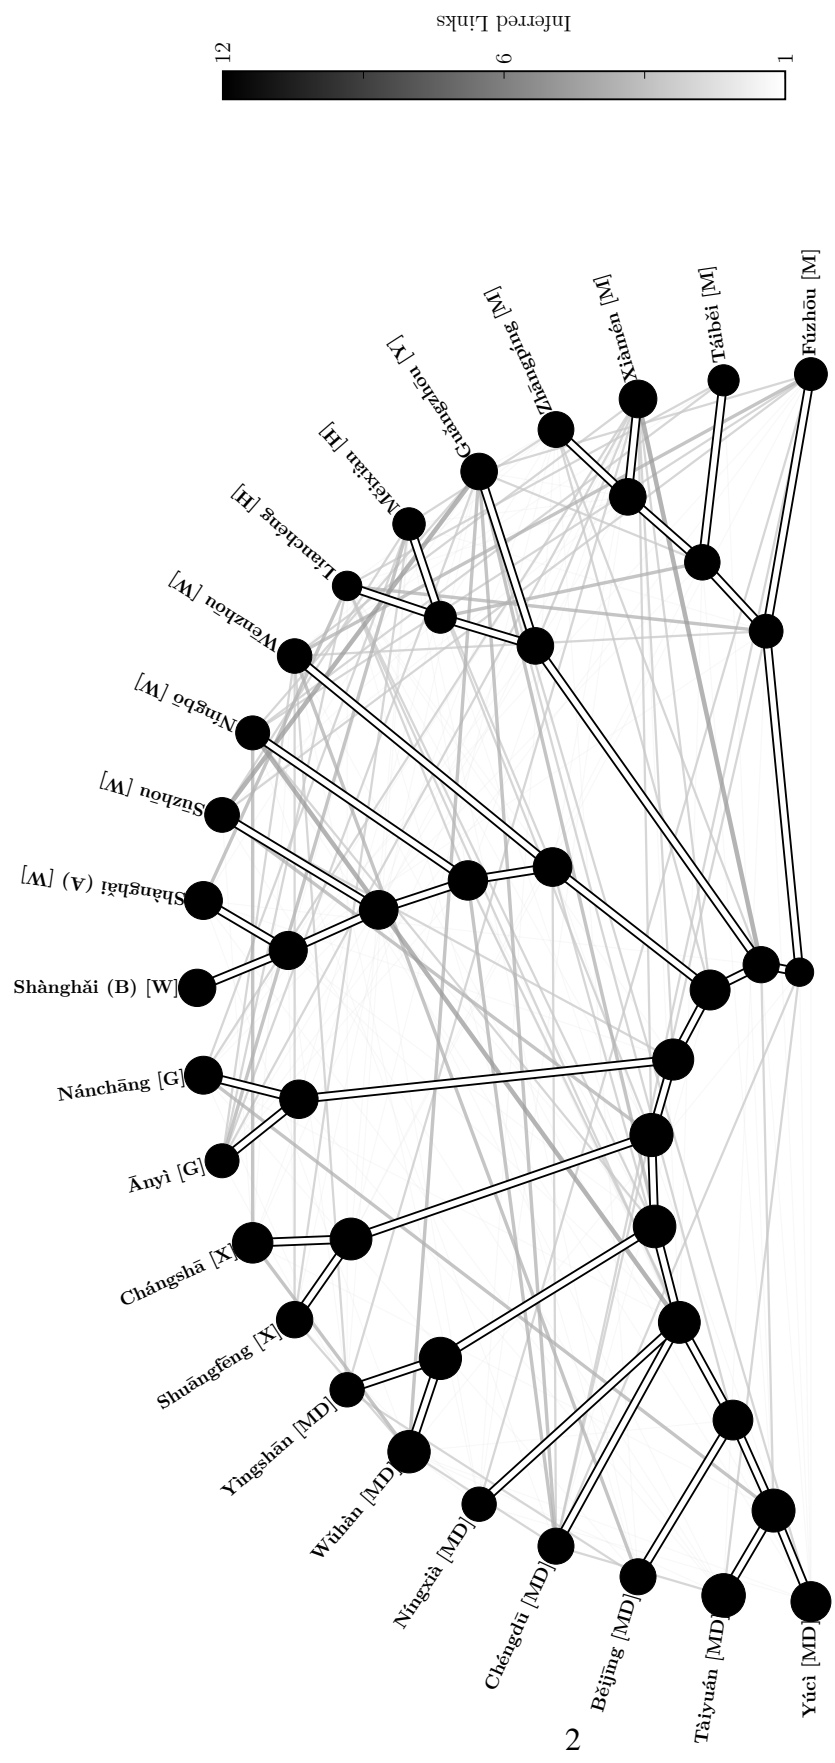 Inferred Links
12
6
1
Fúzhōu [M]
Táiběi [M]
Xiàmén [M]
Zhāngpíng [M]
Guǎngzhōu [Y]
Měixiàn [H]
Liánchéng [H]
Wēnzhōu [W]
Níngbō [W]
Sūzhōu [W]
Shànghǎi (A) [W]
Shànghǎi (B) [W]
Nánchāng [G]
Ānyì [G]
Chángshā [X]
Shuāngfēng [X]
Yīngshān [MD]
Wǔhàn [MD]
Níngxià [MD]
Chéngdū [MD]
Běijīng [MD]
Tàiyuán [MD]
Yúcì [MD]
2